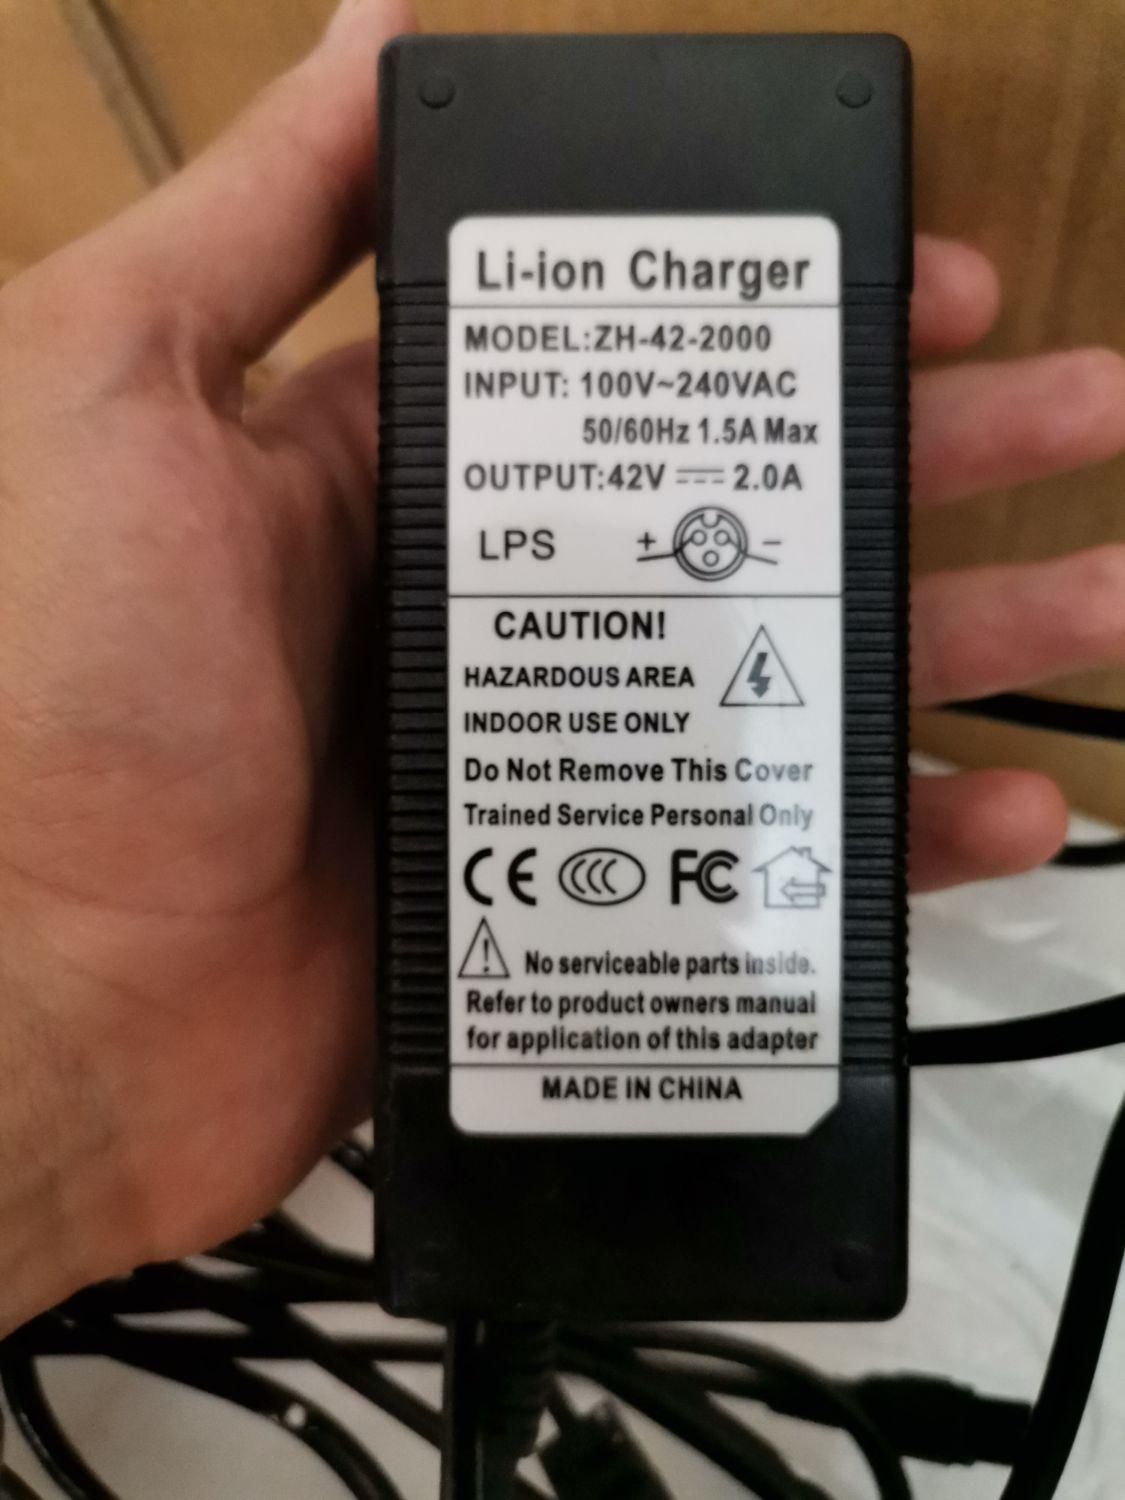 Li-ion Charger
MODEL:ZH-42-2000
INPUT: 100V~240VAC
50/60Hz 1.5A Max
OUTPUT:42V ⎓ 2.0A
LPS + −
CAUTION!
HAZARDOUS AREA
INDOOR USE ONLY
Do Not Remove This Cover
Trained Service Personal Only
CE CCC FC
! No serviceable parts inside.
Refer to product owners manual
for application of this adapter
MADE IN CHINA